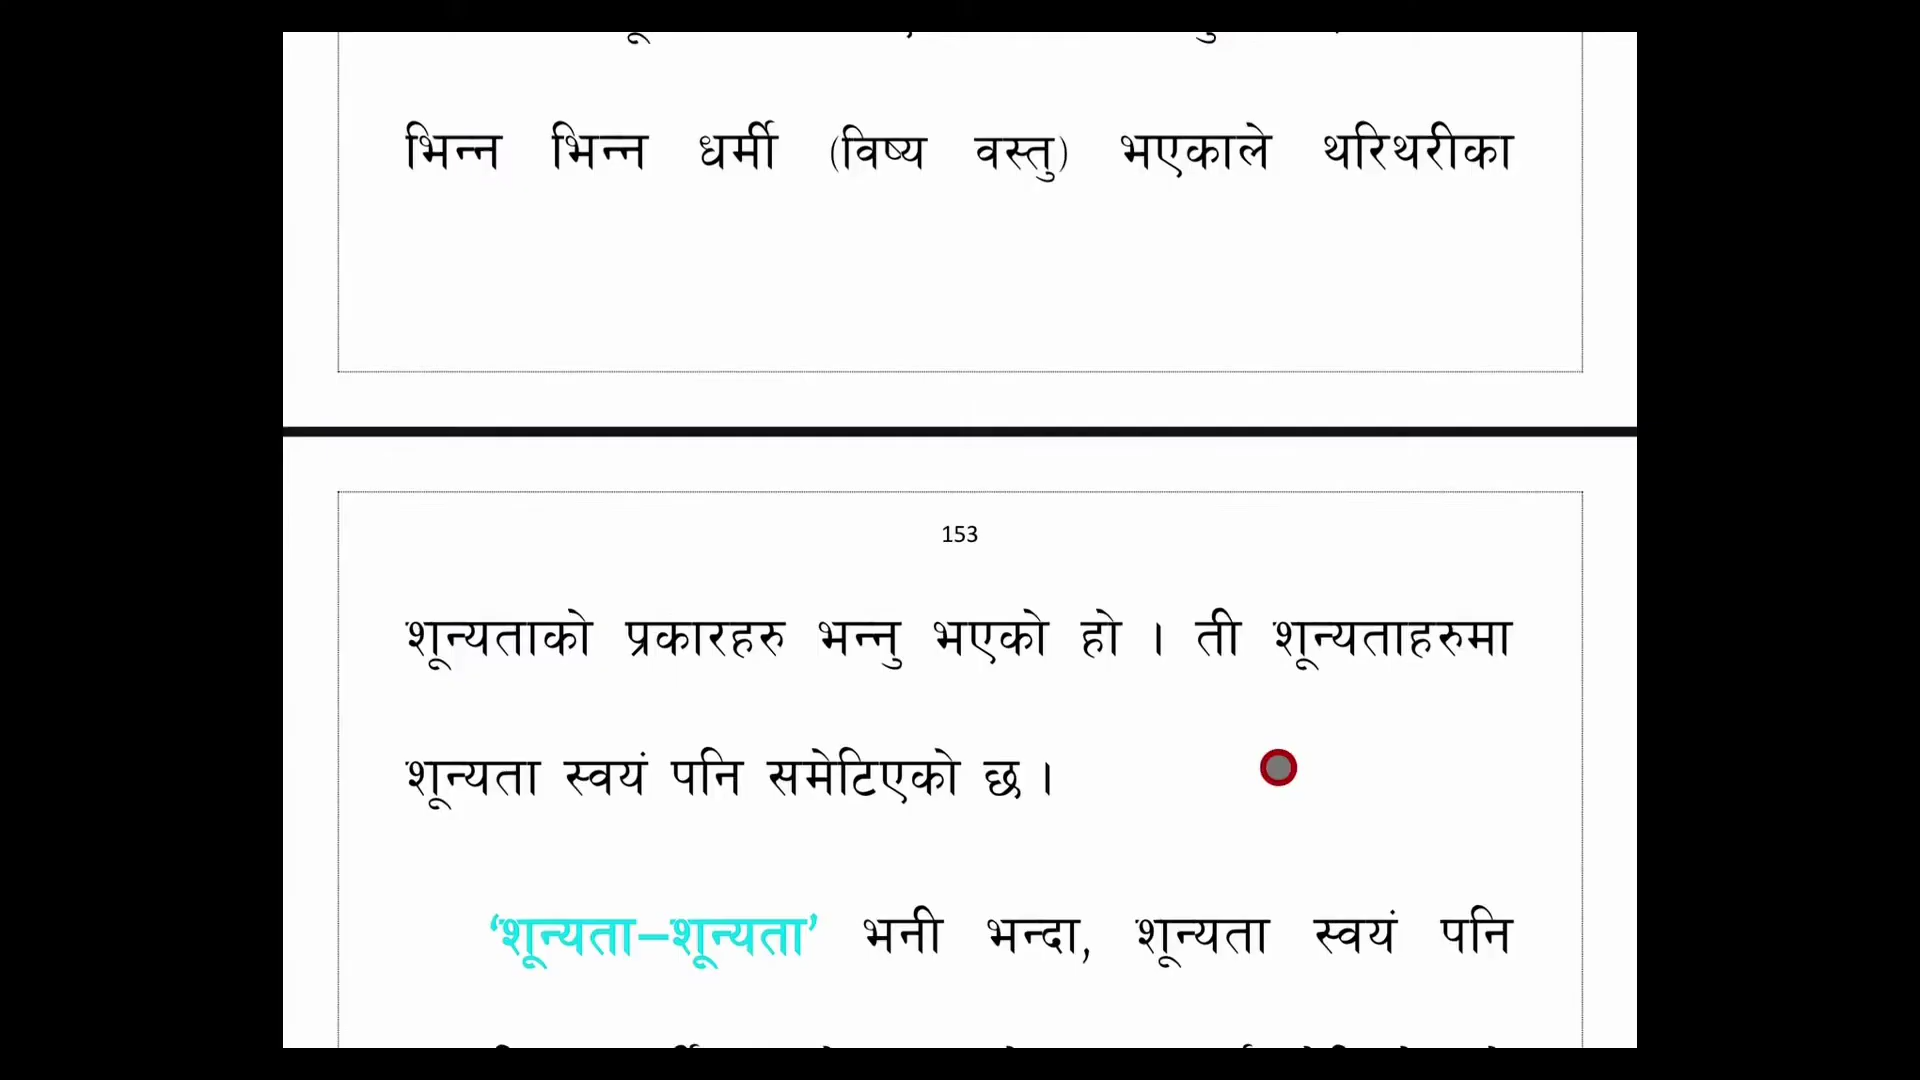 भिन्न भिन्न धर्मी (विष्य वस्तु) भएकाले थरिथरीका
153
शून्यताको प्रकारहरु भन्नु भएको हो । ती शून्यताहरुमा
शून्यता स्वयं पनि समेटिएको छ ।
‘शून्यता–शून्यता’ भनी भन्दा, शून्यता स्वयं पनि